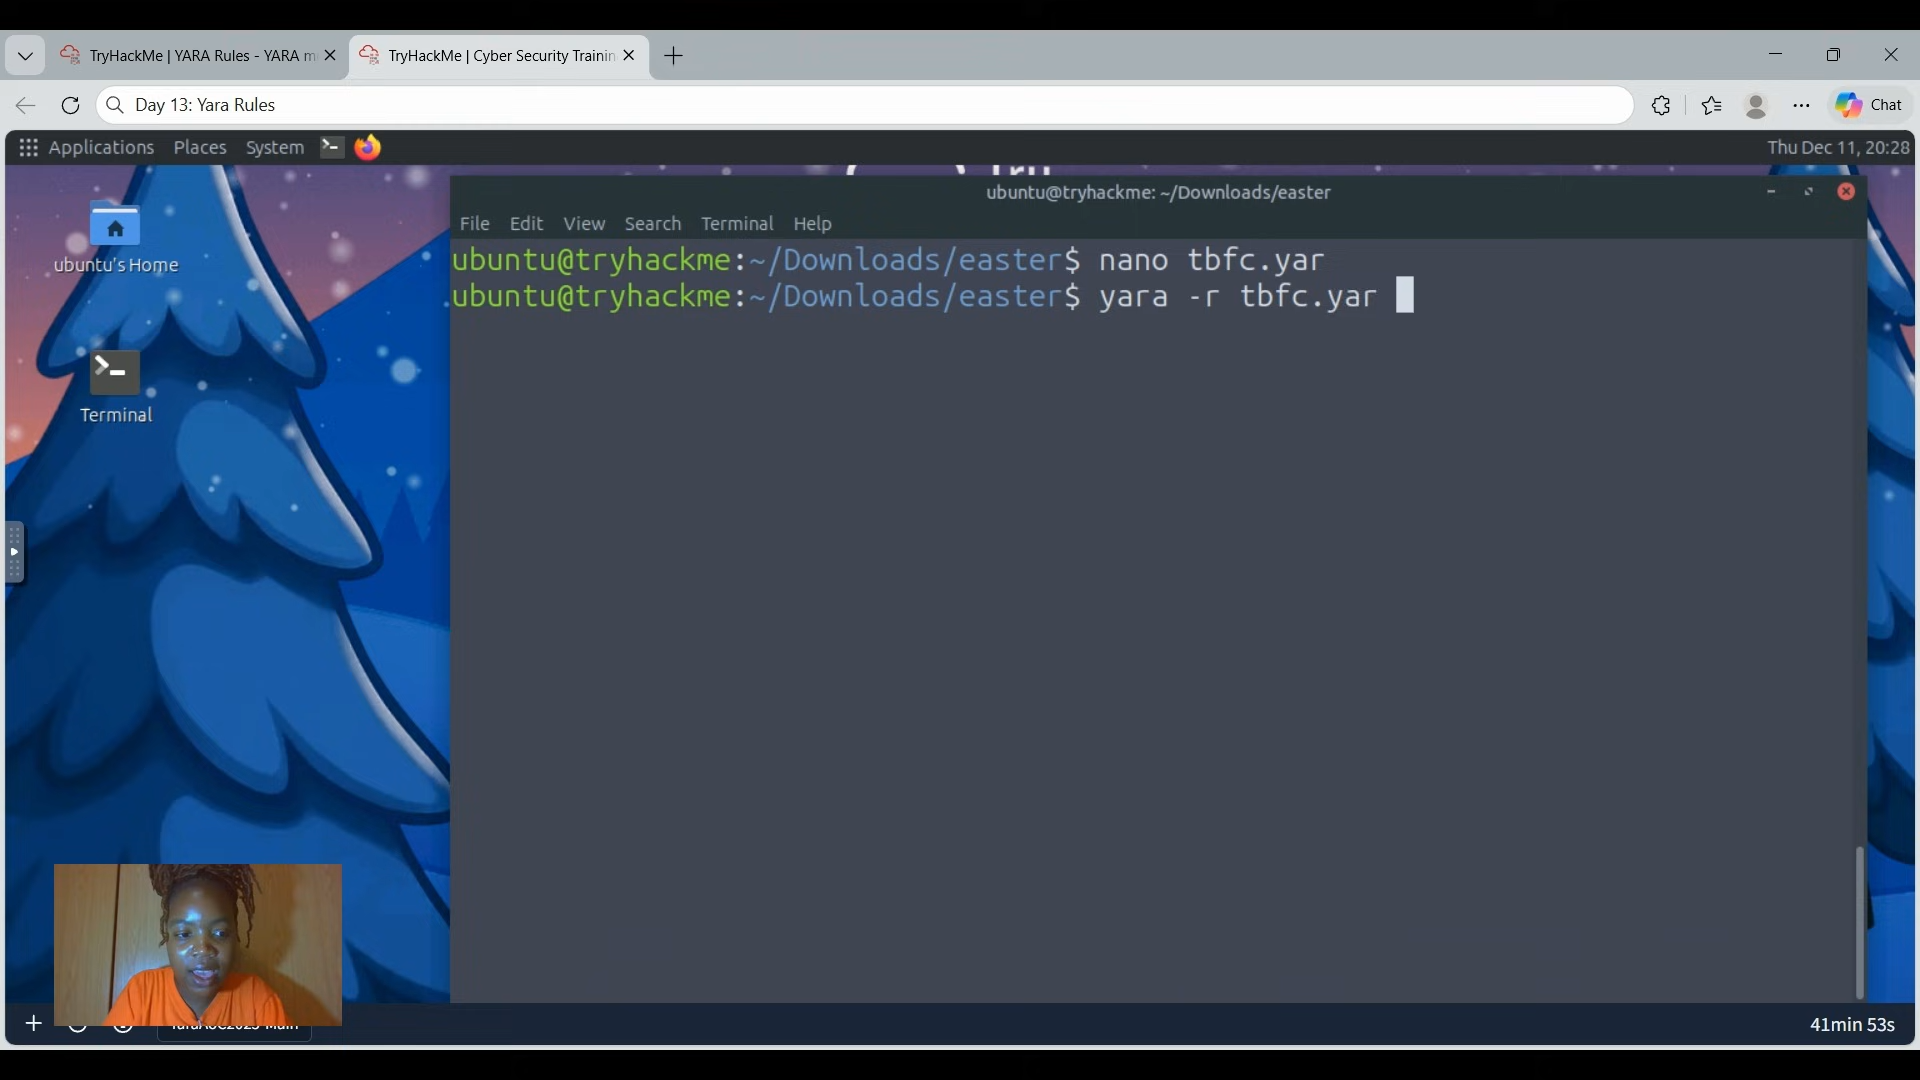 TryHackMe | YARA Rules - YARA m
TryHackMe | Cyber Security Trainin
Day 13: Yara Rules
Chat
Applications Places System
Thu Dec 11, 20:28
ubuntu@tryhackme: ~/Downloads/easter
File Edit View Search Terminal Help
ubuntu@tryhackme:~/Downloads/easter$ nano tbfc.yar
ubuntu@tryhackme:~/Downloads/easter$ yara -r tbfc.yar
ubuntu's Home
Terminal
41min 53s